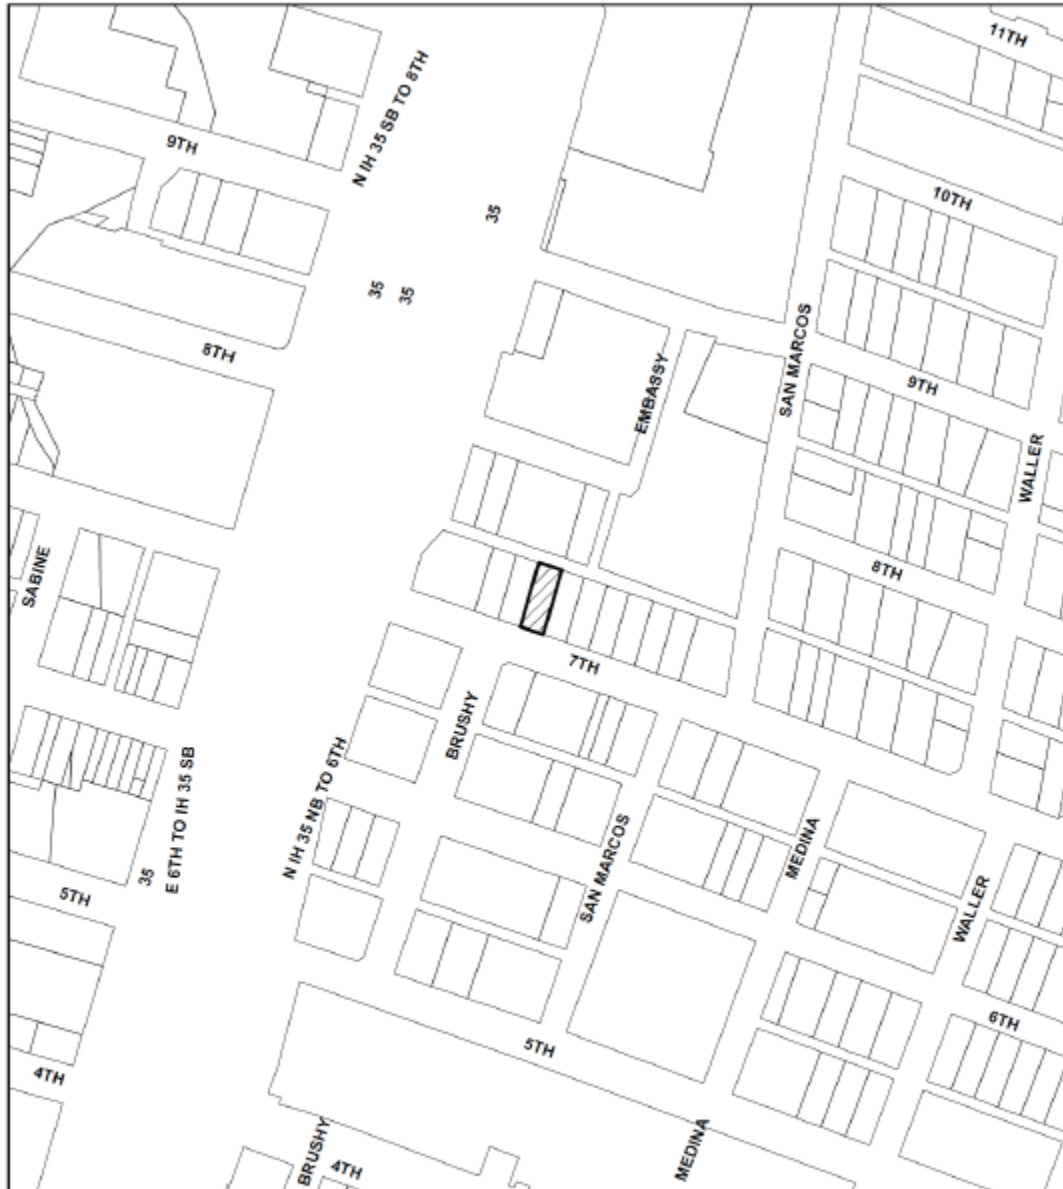 11TH
N IH 35 SB TO 8TH
9TH
10TH
35
35
35
SAN MARCOS
8TH
EMBASSY
9TH
WALLER
SABINE
8TH
7TH
BRUSHY
N IH 35 NB TO 6TH
E 6TH TO IH 35 SB
35
SAN MARCOS
MEDINA
5TH
WALLER
6TH
5TH
4TH
BRUSHY
4TH
MEDINA